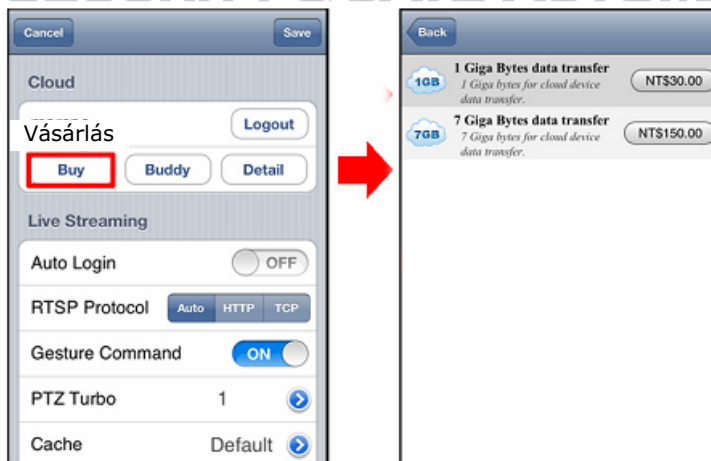 Cancel
Save
Cloud
Vásárlás
Logout
Buy
Buddy
Detail
Live Streaming
Auto Login
OFF
RTSP Protocol
Auto
HTTP
TCP
Gesture Command
ON
PTZ Turbo
1
Cache
Default
Back
1GB
1 Giga Bytes data transfer
1 Giga bytes for cloud device
data transfer.
NT$30.00
7GB
7 Giga Bytes data transfer
7 Giga bytes for cloud device
data transfer.
NT$150.00